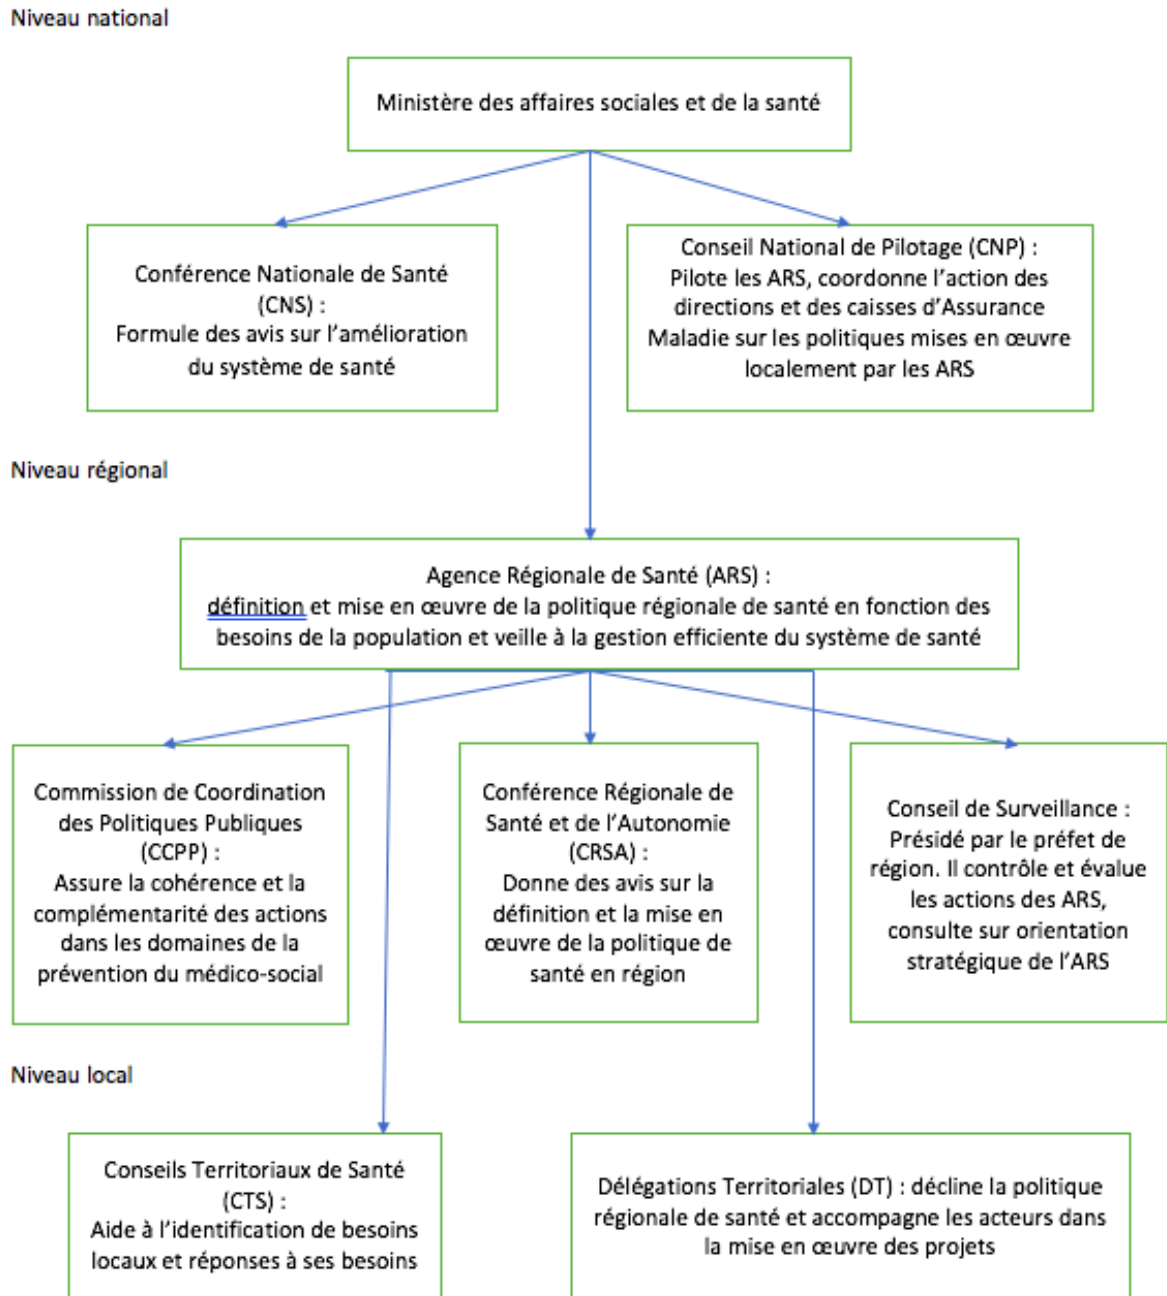 Niveau national
Ministère des affaires sociales et de la santé
Conférence Nationale de Santé
(CNS) :
Formule des avis sur l'amélioration
du système de santé
Conseil National de Pilotage (CNP) :
Pilote les ARS, coordonne l'action des
directions et des caisses d'Assurance
Maladie sur les politiques mises en œuvre
localement par les ARS
Niveau régional
Agence Régionale de Santé (ARS) :
définition et mise en œuvre de la politique régionale de santé en fonction des
besoins de la population et veille à la gestion efficiente du système de santé
Commission de Coordination
des Politiques Publiques
(CCPP) :
Assure la cohérence et la
complémentarité des actions
dans les domaines de la
prévention du médico-social
Conférence Régionale de
Santé et de l'Autonomie
(CRSA) :
Donne des avis sur la
définition et la mise en
œuvre de la politique de
santé en région
Conseil de Surveillance :
Présidé par le préfet de
région. Il contrôle et évalue
les actions des ARS,
consulte sur orientation
stratégique de l'ARS
Niveau local
Conseils Territoriaux de Santé
(CTS) :
Aide à l'identification de besoins
locaux et réponses à ses besoins
Délégations Territoriales (DT) : décline la politique
régionale de santé et accompagne les acteurs dans
la mise en œuvre des projets